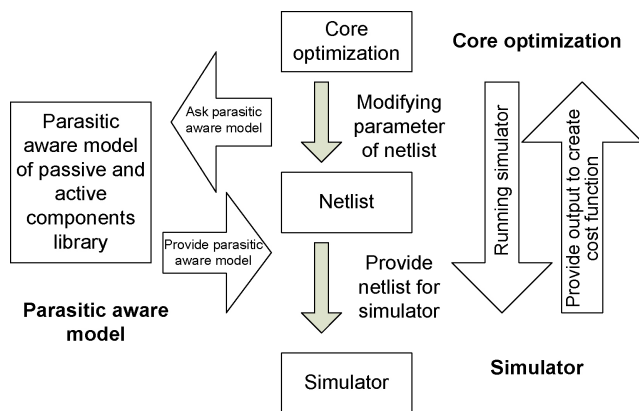 Core
optimization
Core optimization
Ask parasitic
aware model
Modifying
parameter
of netlist
Parasitic
aware model
of passive and
active
components
library
Netlist
Running simulator
Provide output to create
cost function
Provide parasitic
aware model
Provide
netlist for
simulator
Parasitic aware
model
Simulator
Simulator